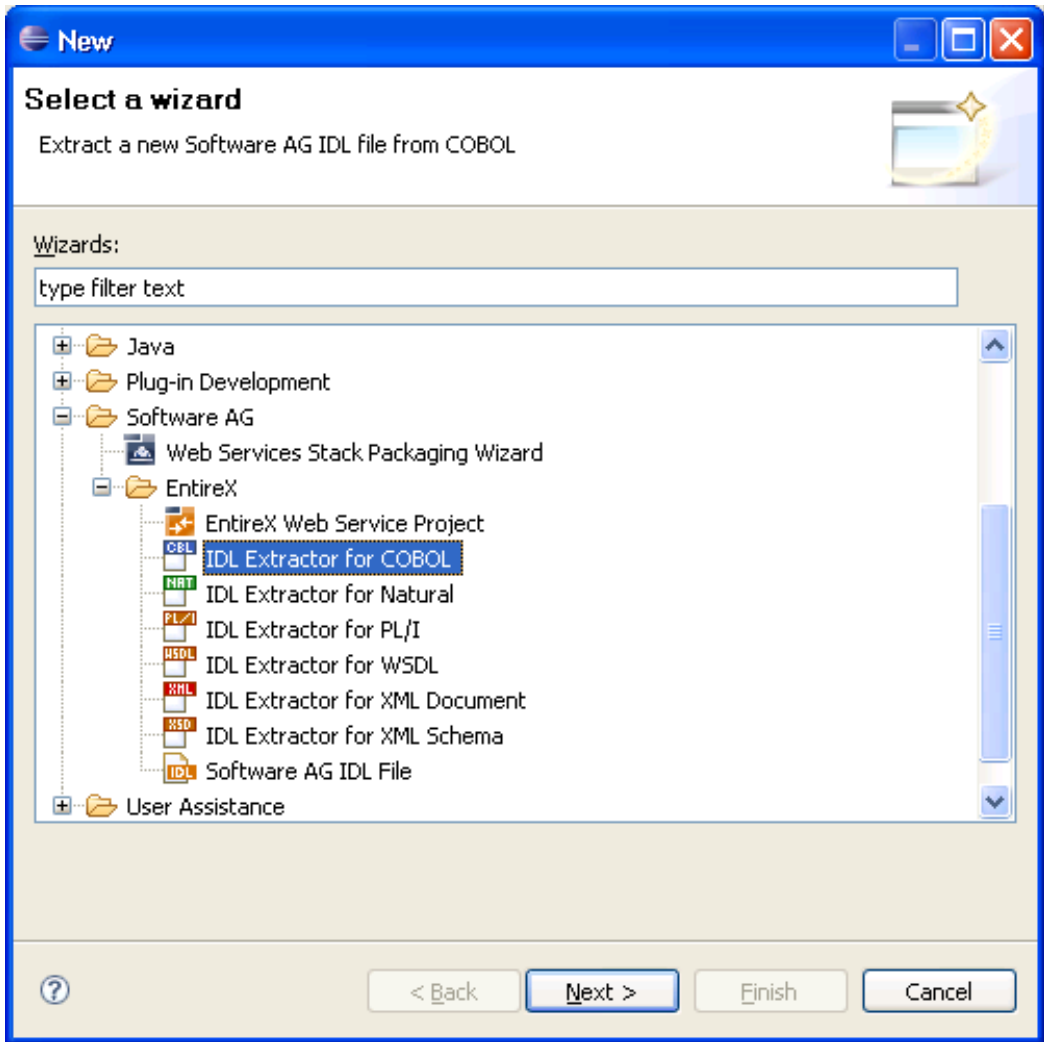 New
Select a wizard
Extract a new Software AG IDL file from COBOL
Wizards:
type filter text
Java
Plug-in Development
Software AG
Web Services Stack Packaging Wizard
EntireX
EntireX Web Service Project
CBL IDL Extractor for COBOL
NAT IDL Extractor for Natural
PL/I IDL Extractor for PL/I
WSDL IDL Extractor for WSDL
XML IDL Extractor for XML Document
XSD IDL Extractor for XML Schema
IDL Software AG IDL File
User Assistance
? < Back Next > Finish Cancel